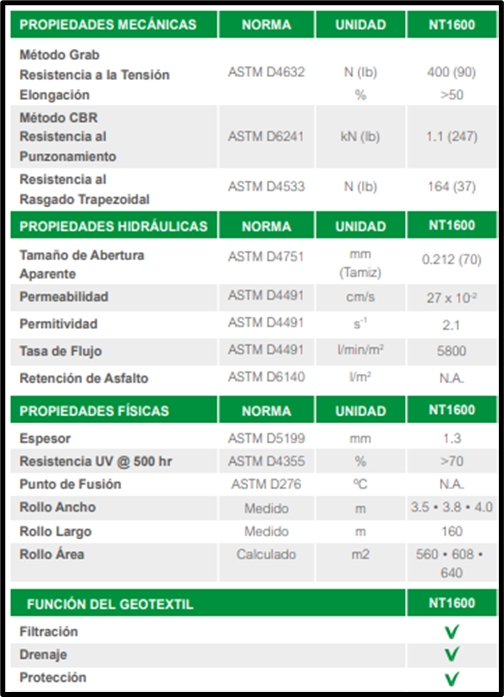 PROPIEDADES MECÁNICAS NORMA UNIDAD NT1600
Método Grab
Resistencia a la Tensión ASTM D4632 N (lb) 400 (90)
Elongación % >50
Método CBR
Resistencia al ASTM D6241 kN (lb) 1.1 (247)
Punzonamiento
Resistencia al
Rasgado Trapezoidal ASTM D4533 N (lb) 164 (37)
PROPIEDADES HIDRÁULICAS NORMA UNIDAD NT1600
Tamaño de Abertura ASTM D4751 mm 0.212 (70)
Aparente (Tamiz)
Permeabilidad ASTM D4491 cm/s 27 x 10⁻²
Permitividad ASTM D4491 s⁻¹ 2.1
Tasa de Flujo ASTM D4491 l/min/m² 5800
Retención de Asfalto ASTM D6140 l/m² N.A.
PROPIEDADES FÍSICAS NORMA UNIDAD NT1600
Espesor ASTM D5199 mm 1.3
Resistencia UV @ 500 hr ASTM D4355 % >70
Punto de Fusión ASTM D276 ºC N.A.
Rollo Ancho Medido m 3.5 • 3.8 • 4.0
Rollo Largo Medido m 160
Rollo Área Calculado m2 560 • 608 •
640
FUNCIÓN DEL GEOTEXTIL NT1600
Filtración
Drenaje
Protección